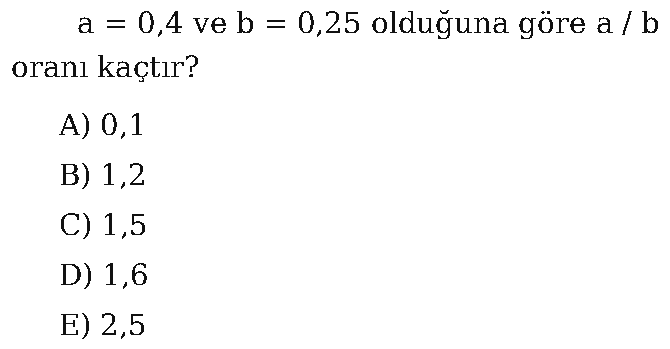 a = 0,4 ve b = 0,25 olduğuna göre a / b
oranı kaçtır?
A) 0,1
B) 1,2
C) 1,5
D) 1,6
E) 2,5